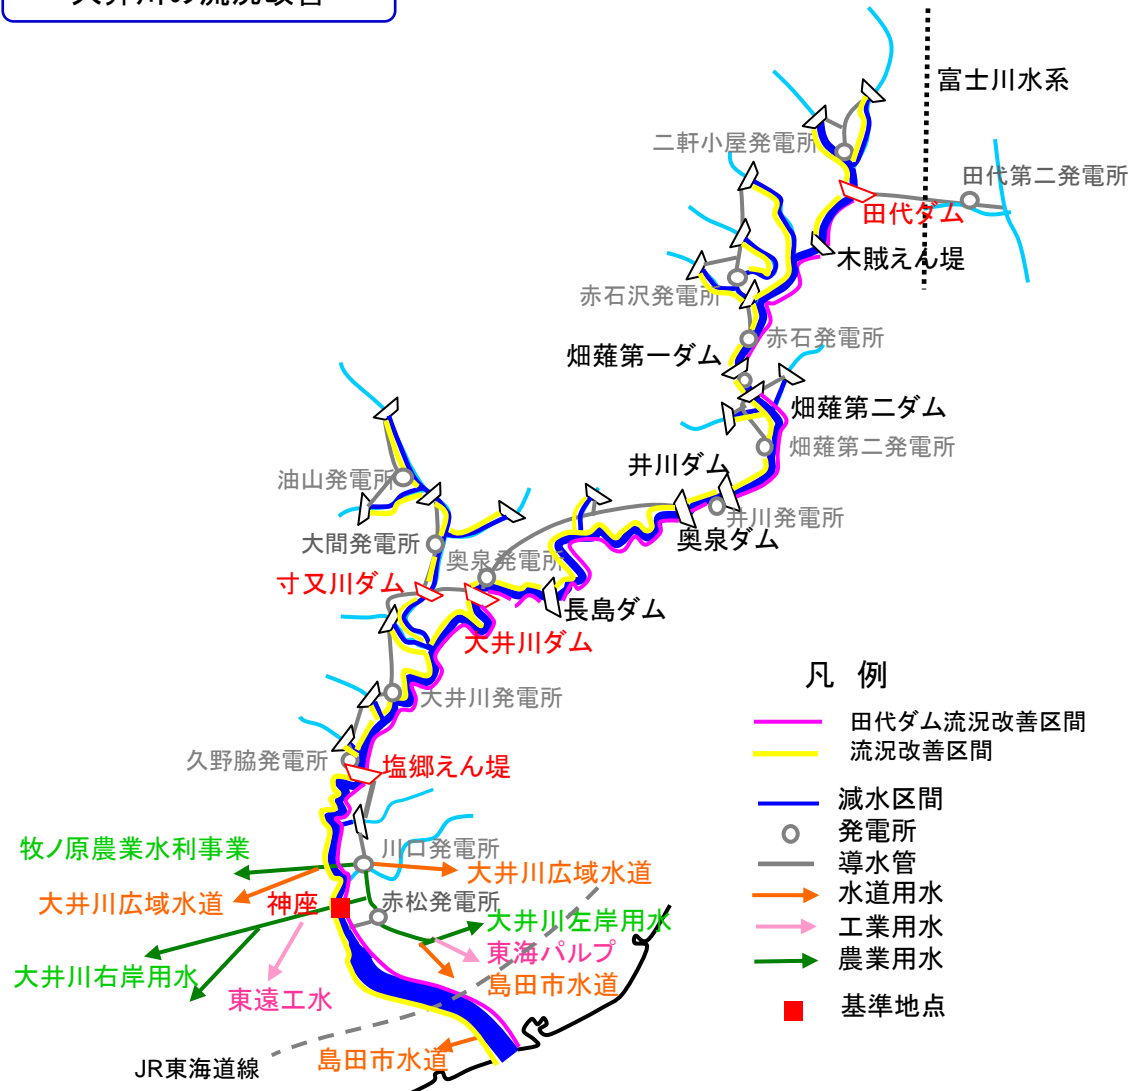 大井川の流況改善
富士川水系
二軒小屋発電所
田代第二発電所
田代ダム
木賊えん堤
赤石沢発電所
赤石発電所
畑薙第一ダム
畑薙第二ダム
畑薙第二発電所
井川ダム
井川発電所
油山発電所
奥泉ダム
大間発電所
奥泉発電所
寸又川ダム
長島ダム
大井川ダム
大井川発電所
久野脇発電所
塩郷えん堤
川口発電所
牧ノ原農業水利事業
大井川広域水道
大井川広域水道
神座
赤松発電所
大井川左岸用水
東海パルプ
大井川右岸用水
東遠工水
島田市水道
JR東海道線
島田市水道
凡 例
田代ダム流況改善区間
流況改善区間
減水区間
発電所
導水管
水道用水
工業用水
農業用水
基準地点